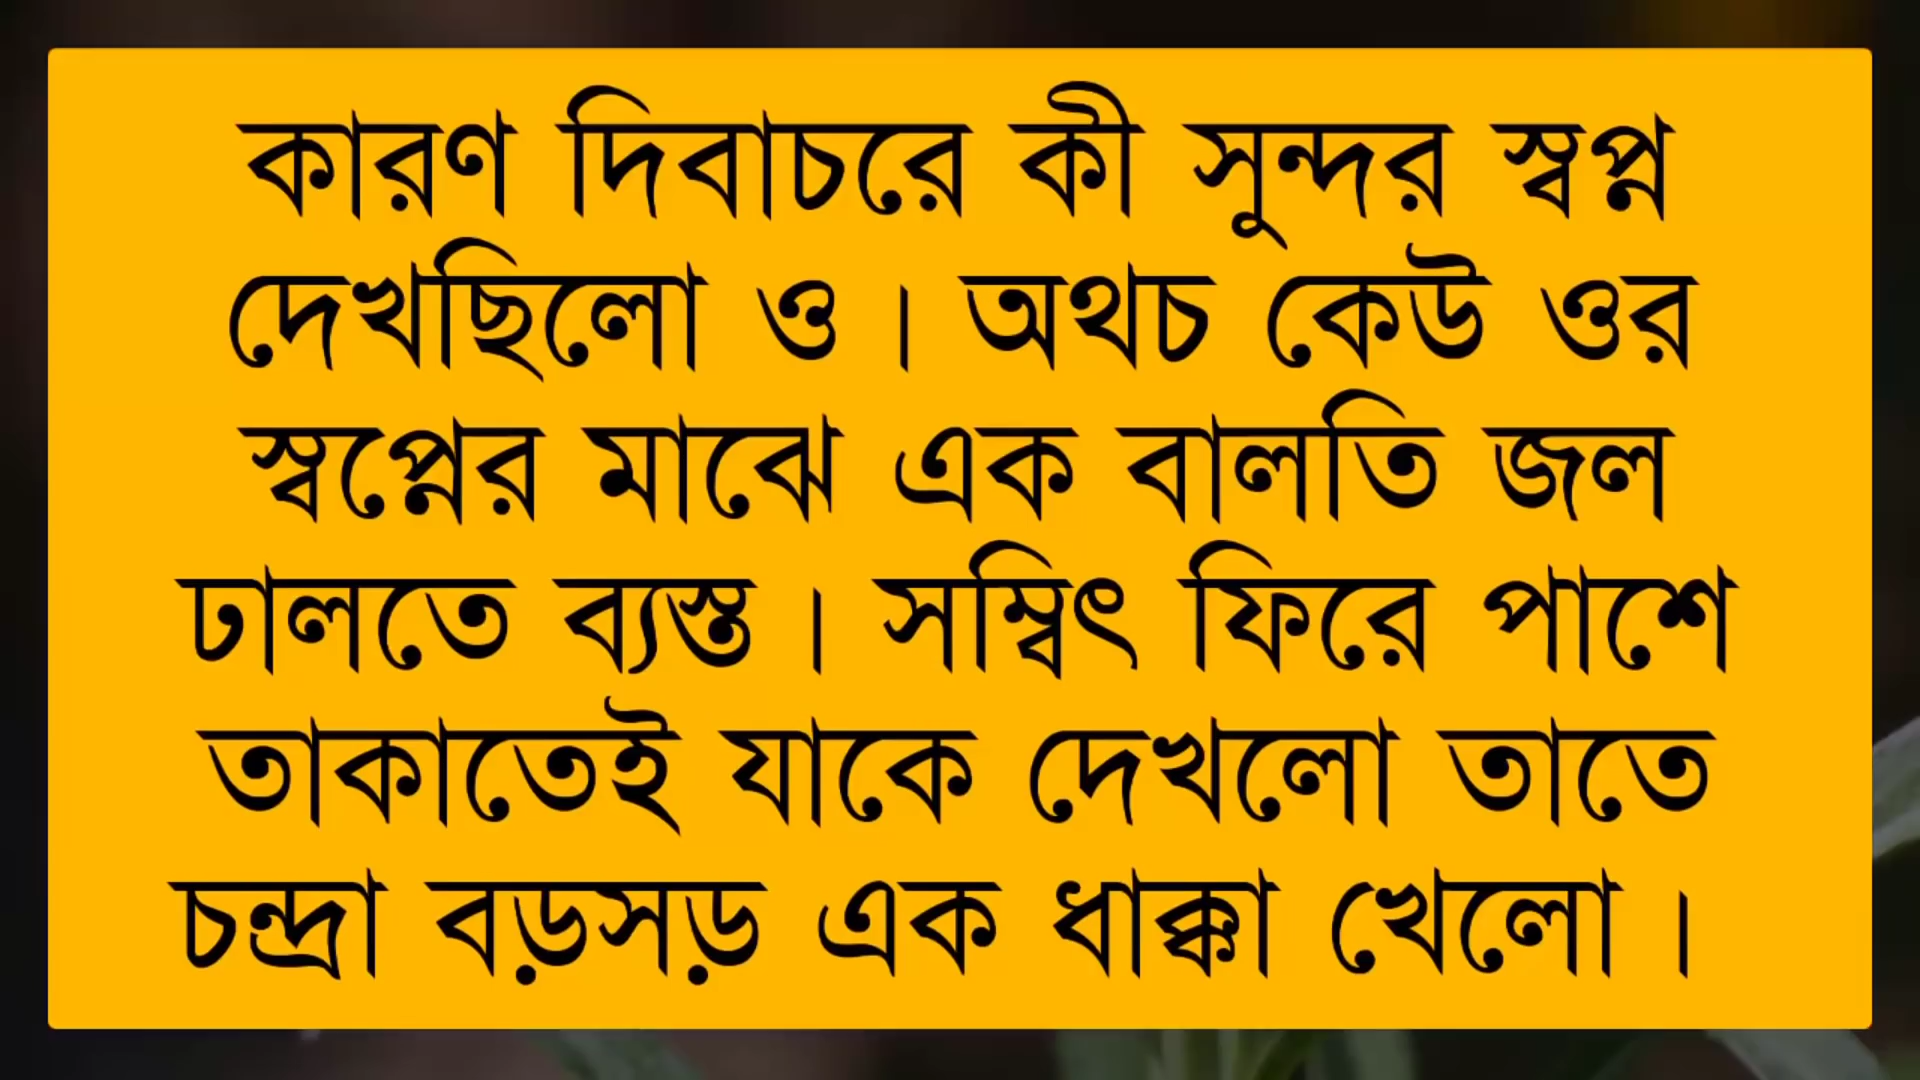 কারণ দিবাচরে কী সুন্দর স্বপ্ন
দেখছিলো ও । অথচ কেউ ওর
স্বপ্নের মাঝে এক বালতি জল
ঢালতে ব্যস্ত । সম্বিৎ ফিরে পাশে
তাকাতেই যাকে দেখলো তাতে
চন্দ্রা বড়সড় এক ধাক্কা খেলো ।